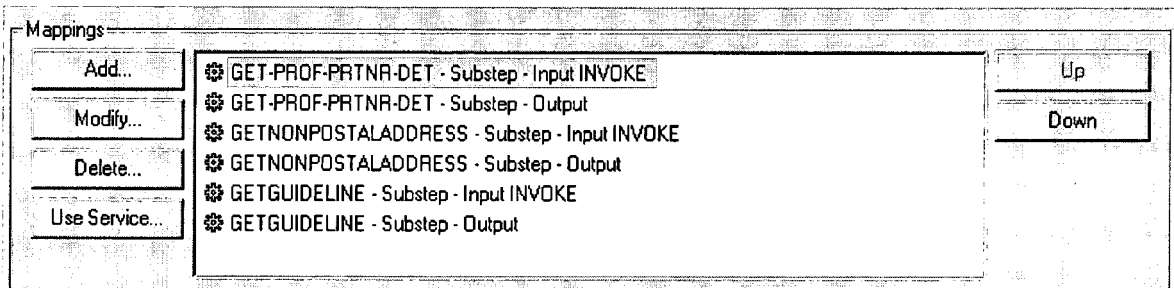 Mappings
Add...
Modify...
Delete...
Use Service...
GET-PROF-PRTNR-DET - Substep - Input INVOKE
GET-PROF-PRTNR-DET - Substep - Output
GETNONPOSTALADDRESS - Substep - Input INVOKE
GETNONPOSTALADDRESS - Substep - Output
GETGUIDELINE - Substep - Input INVOKE
GETGUIDELINE - Substep - Output
Up
Down